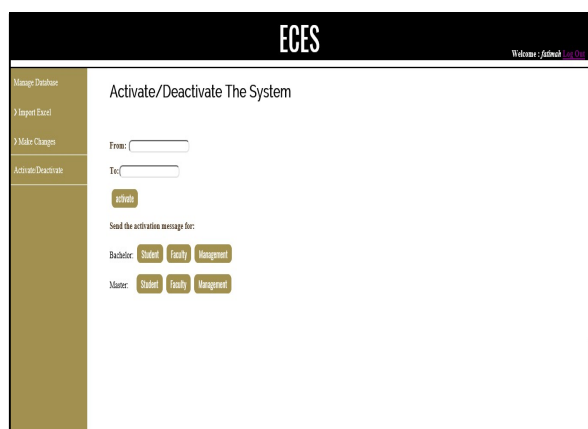 ECES
Welcome : fatimah Log Out
Manage Database
❯ Import Excel
❯ Make Changes
Activate/Deactivate
Activate/Deactivate The System
From:
To:
activate
Send the activation message for:
Bachelor: Student Faculty Management
Master: Student Faculty Management